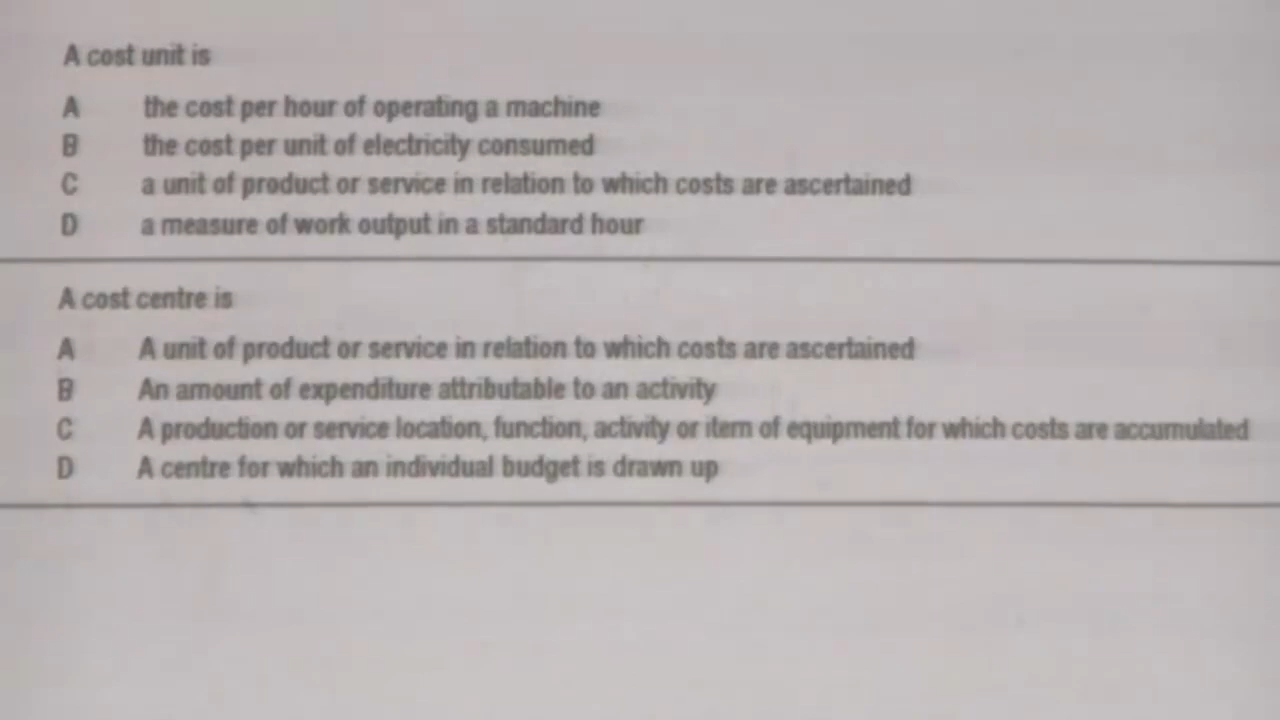 A cost unit is
A the cost per hour of operating a machine
B the cost per unit of electricity consumed
C a unit of product or service in relation to which costs are ascertained
D a measure of work output in a standard hour
A cost centre is
A A unit of product or service in relation to which costs are ascertained
B An amount of expenditure attributable to an activity
C A production or service location, function, activity or item of equipment for which costs are accumulated
D A centre for which an individual budget is drawn up